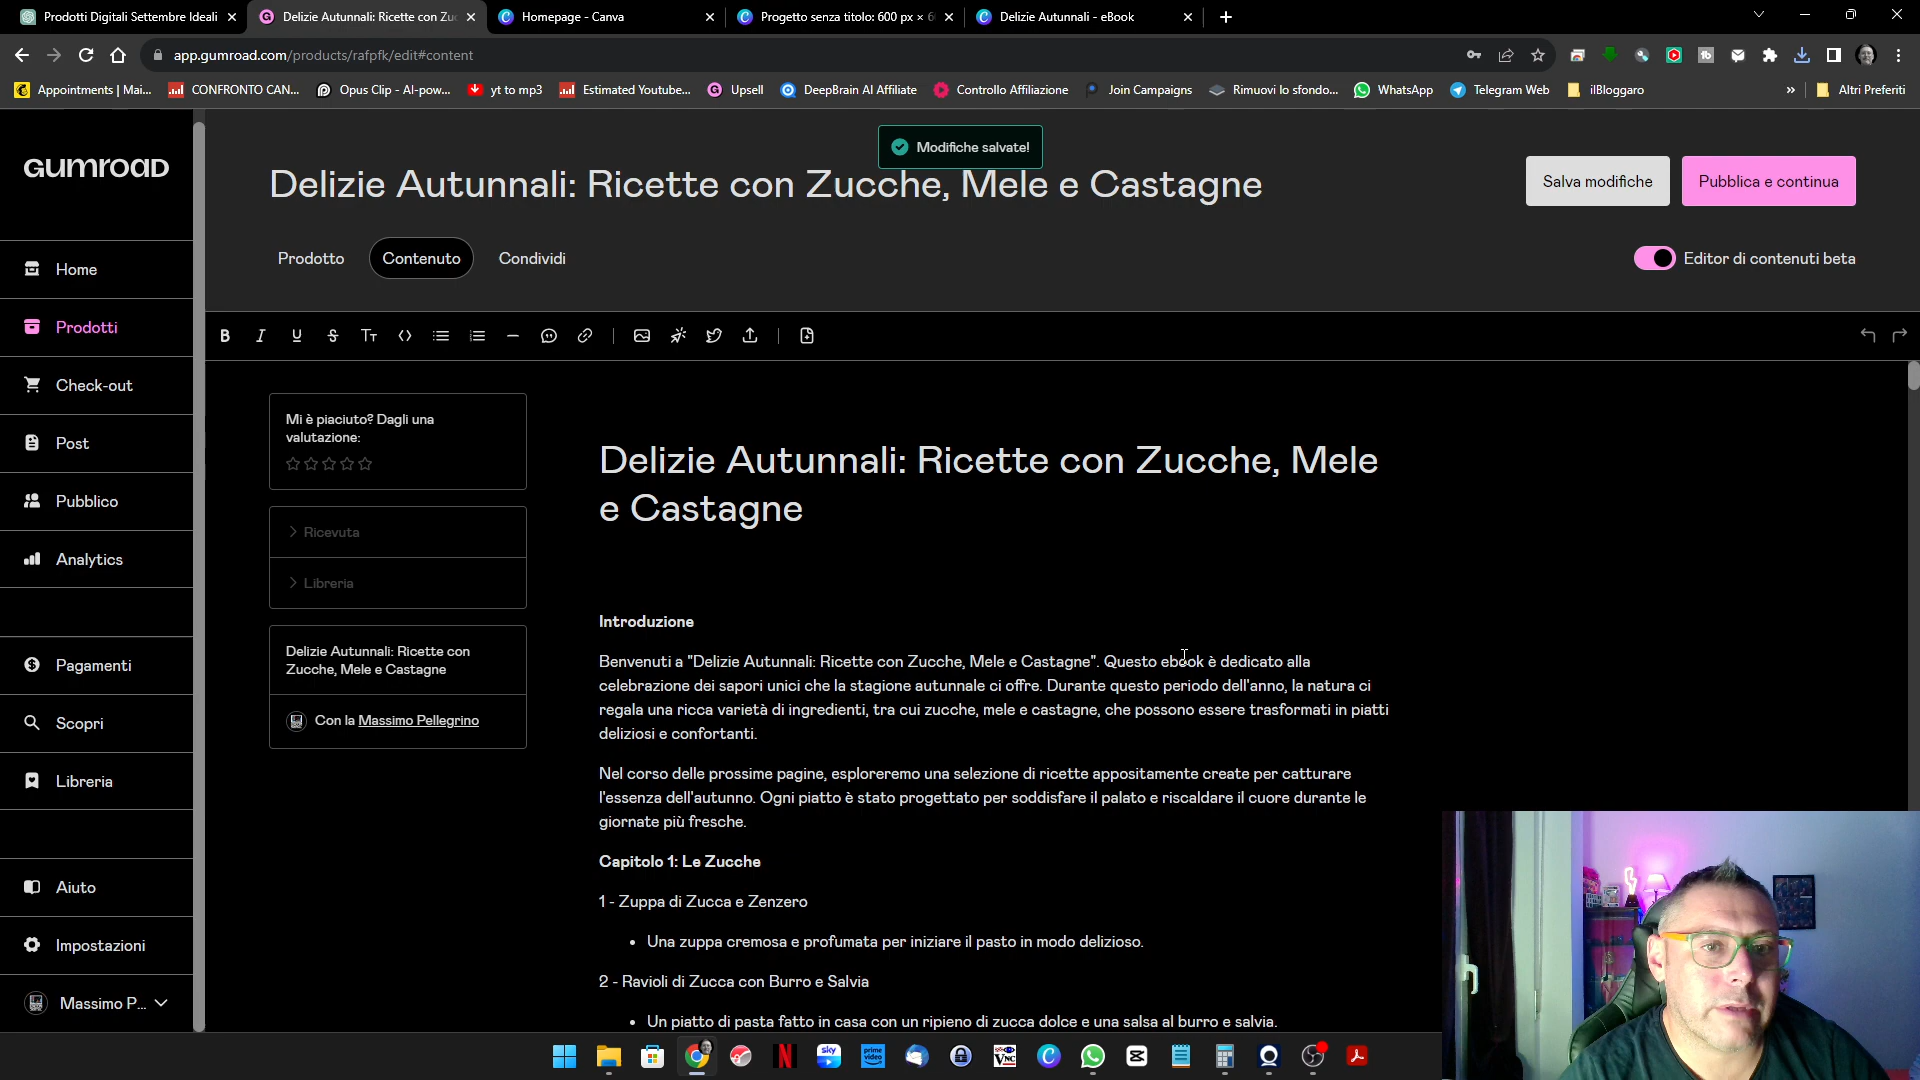 Prodotti Digitali Settembre Ideali
Delizie Autunnali: Ricette con Zuc
Homepage - Canva
Progetto senza titolo: 600 px × 6
Delizie Autunnali - eBook
app.gumroad.com/products/rafpfk/edit#content
Appointments | Mai...
CONFRONTO CAN...
Opus Clip - AI-pow...
yt to mp3
Estimated Youtube...
Upsell
DeepBrain AI Affiliate
Controllo Affiliazione
Join Campaigns
Rimuovi lo sfondo...
WhatsApp
Telegram Web
ilBloggaro
»
Altri Preferiti
GUMROAD
Modifiche salvate!
Delizie Autunnali: Ricette con Zucche, Mele e Castagne
Salva modifiche
Pubblica e continua
Prodotto
Contenuto
Condividi
Editor di contenuti beta
Home
Prodotti
Check-out
Post
Pubblico
Analytics
Pagamenti
Scopri
Libreria
Aiuto
Impostazioni
Massimo P...
B I U S TT
Mi è piaciuto? Dagli una
valutazione:
Ricevuta
Libreria
Delizie Autunnali: Ricette con
Zucche, Mele e Castagne
Con la Massimo Pellegrino
Delizie Autunnali: Ricette con Zucche, Mele
e Castagne
Introduzione
Benvenuti a "Delizie Autunnali: Ricette con Zucche, Mele e Castagne". Questo ebook è dedicato alla
celebrazione dei sapori unici che la stagione autunnale ci offre. Durante questo periodo dell'anno, la natura ci
regala una ricca varietà di ingredienti, tra cui zucche, mele e castagne, che possono essere trasformati in piatti
deliziosi e confortanti.
Nel corso delle prossime pagine, esploreremo una selezione di ricette appositamente create per catturare
l'essenza dell'autunno. Ogni piatto è stato progettato per soddisfare il palato e riscaldare il cuore durante le
giornate più fresche.
Capitolo 1: Le Zucche
1 - Zuppa di Zucca e Zenzero
• Una zuppa cremosa e profumata per iniziare il pasto in modo delizioso.
2 - Ravioli di Zucca con Burro e Salvia
• Un piatto di pasta fatto in casa con un ripieno di zucca dolce e una salsa al burro e salvia.
N
sky
prime video
VNC